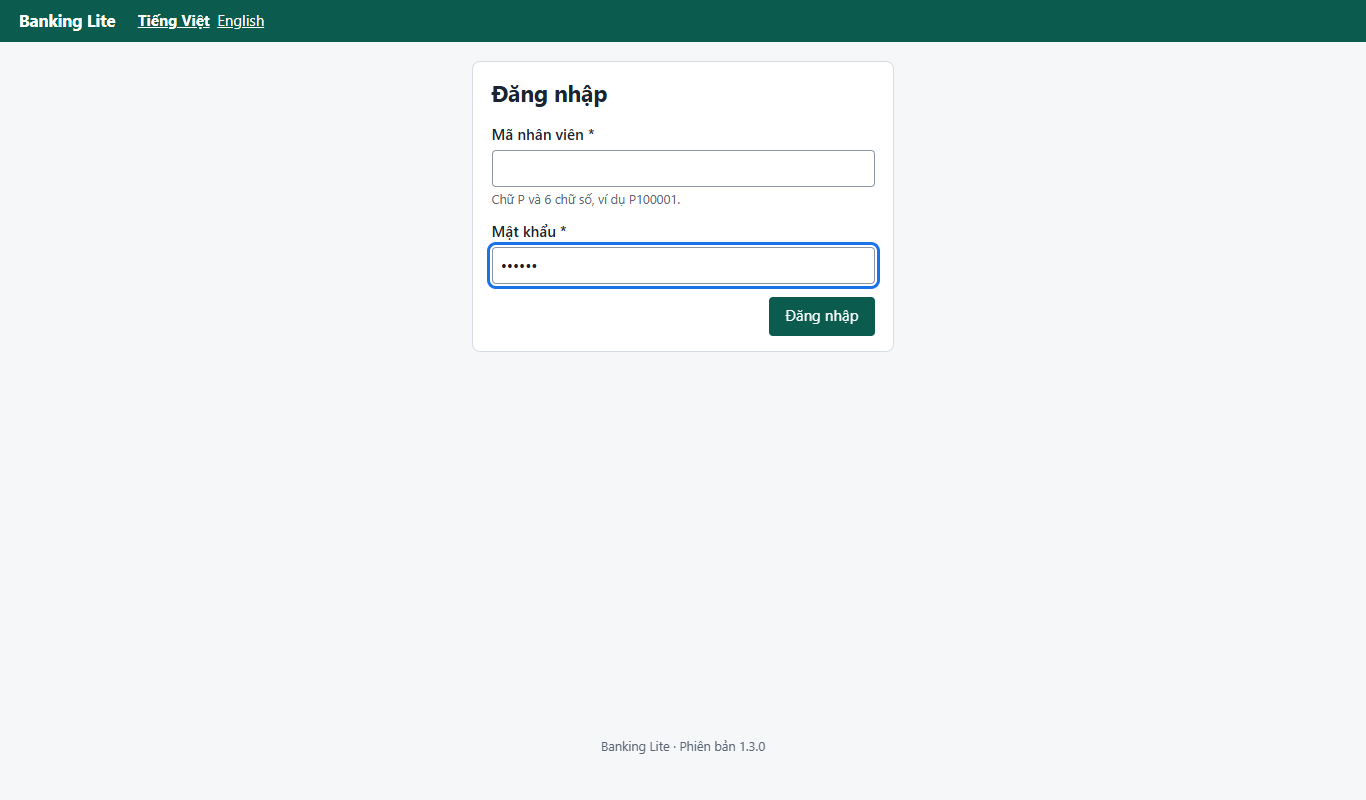 Banking Lite Tiếng Việt English
Đăng nhập
Mã nhân viên *
Chữ P và 6 chữ số, ví dụ P100001.
Mật khẩu *
••••••
Đăng nhập
Banking Lite · Phiên bản 1.3.0